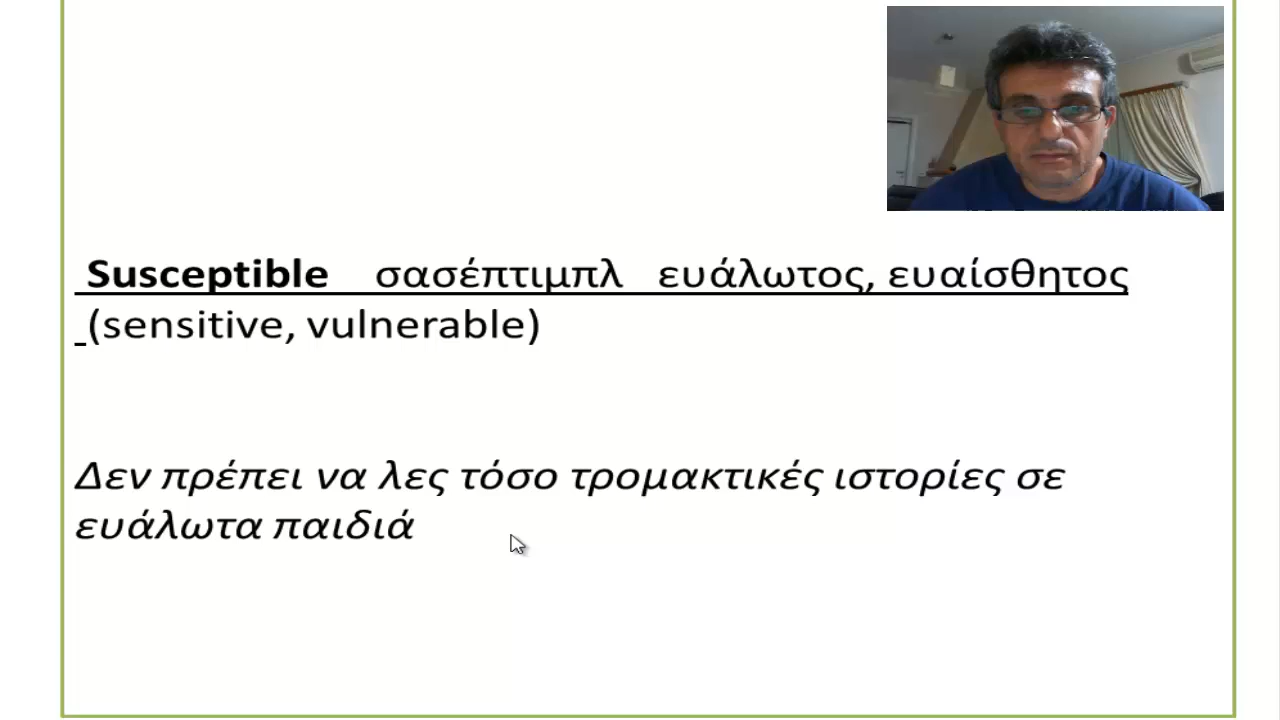 Susceptible σασέπτιμπλ ευάλωτος, ευαίσθητος
(sensitive, vulnerable)
Δεν πρέπει να λες τόσο τρομακτικές ιστορίες σε
ευάλωτα παιδιά